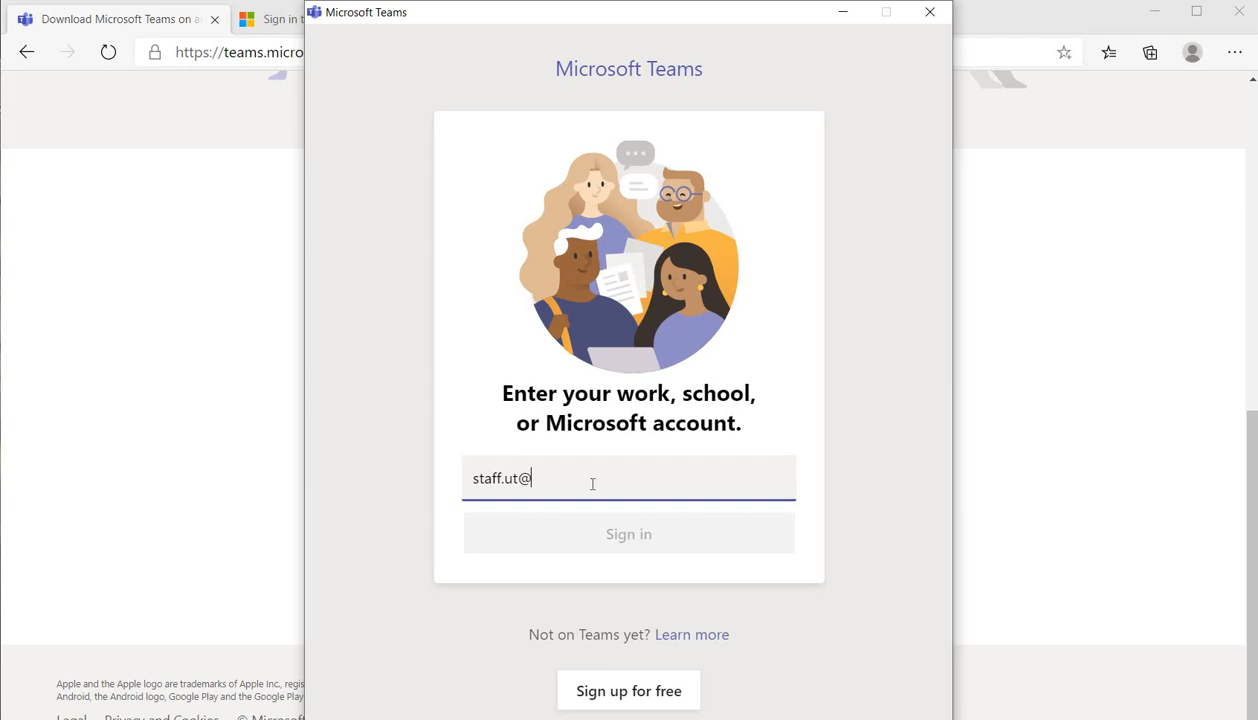 Download Microsoft Teams on a
Sign in t
Microsoft Teams
https://teams.micro
Microsoft Teams
Enter your work, school,
or Microsoft account.
staff.ut@
Sign in
Not on Teams yet? Learn more
Sign up for free
Apple and the Apple logo are trademarks of Apple Inc., regis
Android, the Android logo, Google Play and the Google Play
Legal Privacy and Cookies © Microsoft